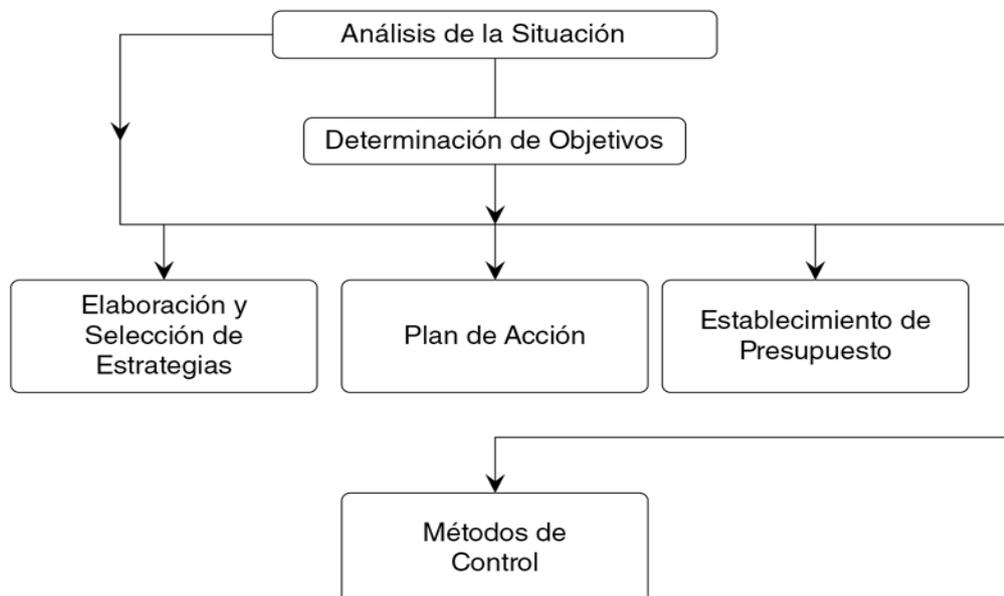 Análisis de la Situación
Determinación de Objetivos
Elaboración y
Selección de
Estrategias
Plan de Acción
Establecimiento de
Presupuesto
Métodos de
Control